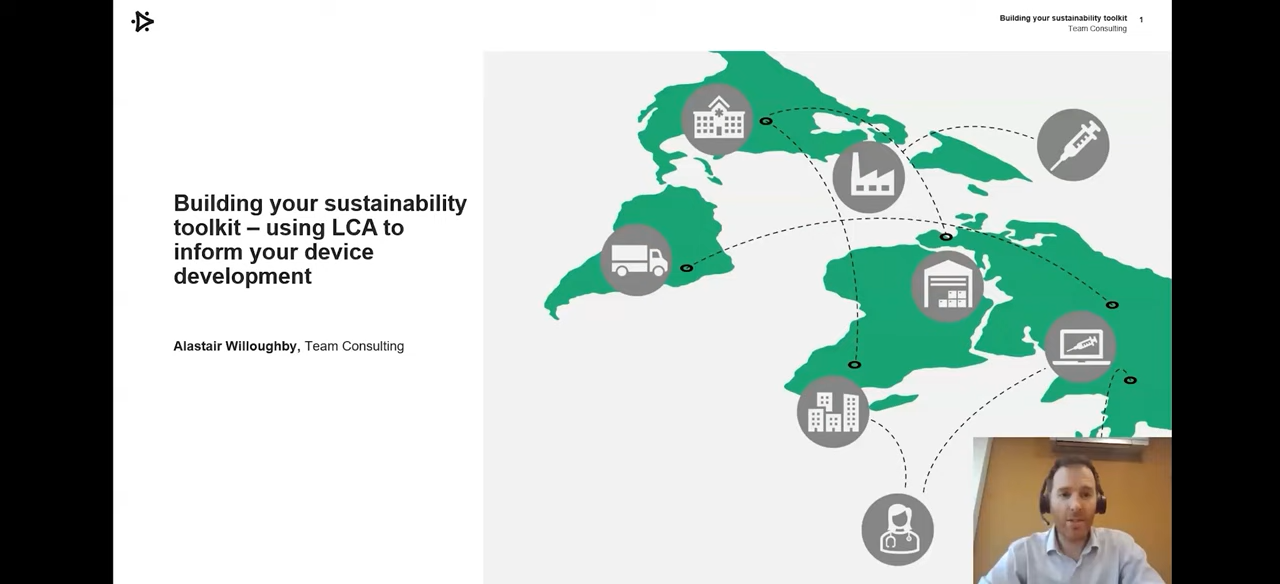 Building your sustainability toolkit
1
Team Consulting
Building your sustainability
toolkit – using LCA to
inform your device
development
Alastair Willoughby, Team Consulting